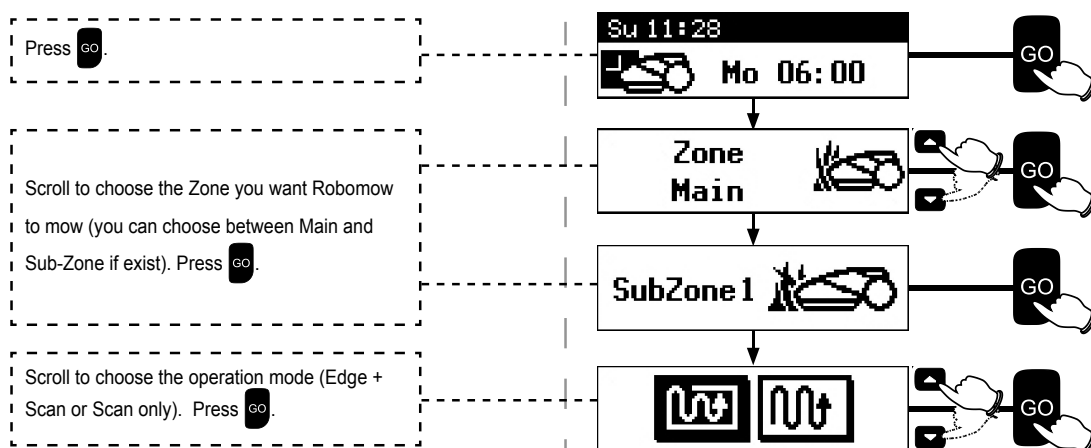 Press GO.
Su 11:28
Mo 06:00
GO
Scroll to choose the Zone you want Robomow
to mow (you can choose between Main and
Sub-Zone if exist). Press GO.
Zone
Main
GO
SubZone1
GO
Scroll to choose the operation mode (Edge +
Scan or Scan only). Press GO.
GO